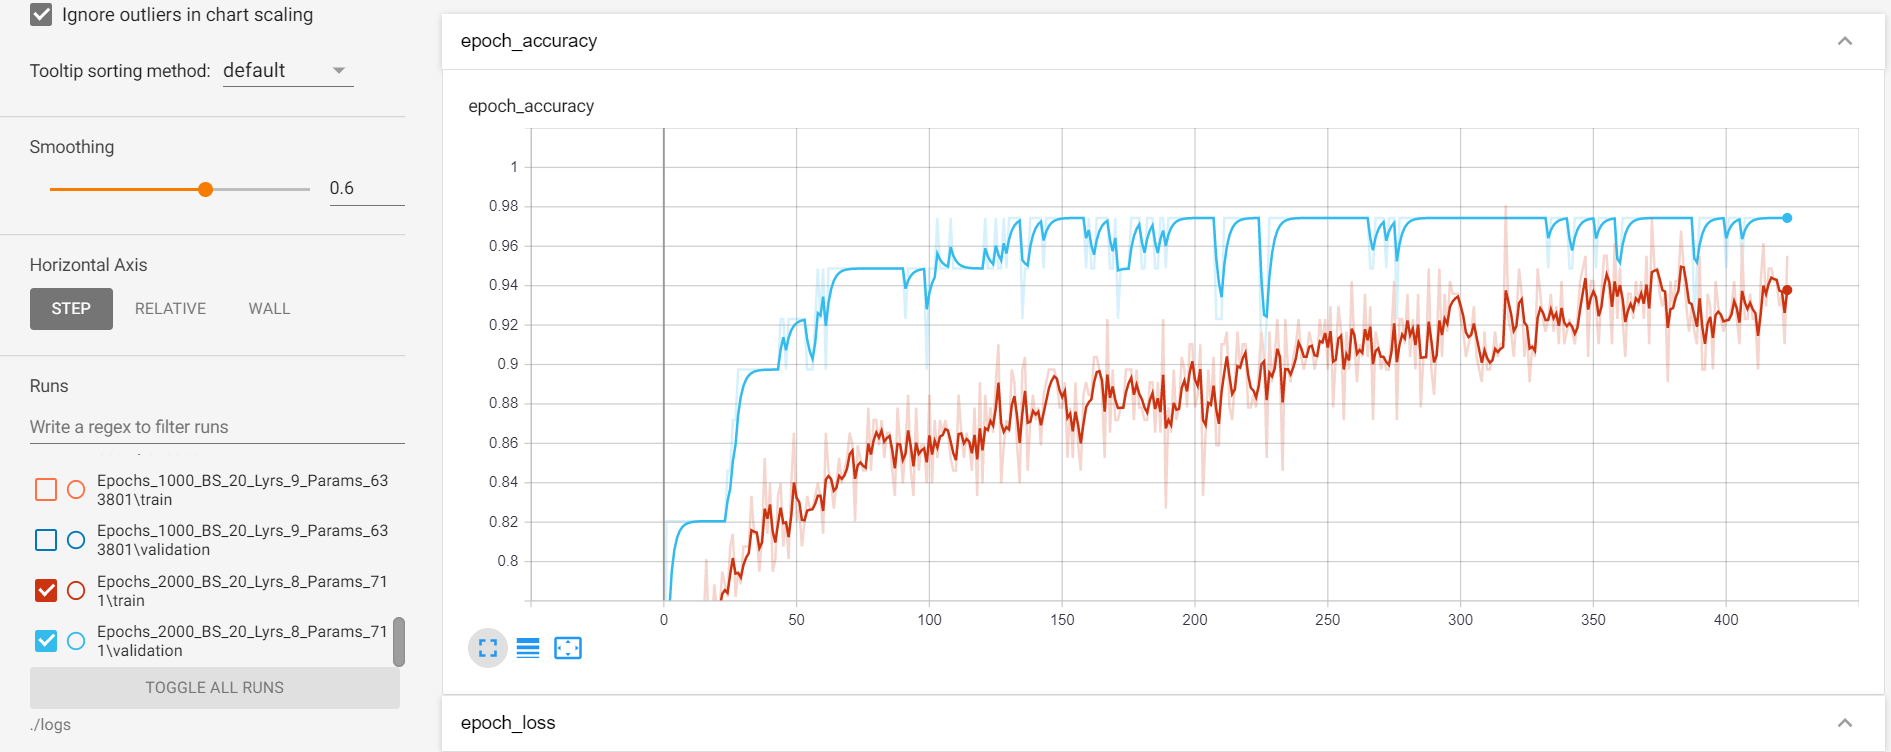 Ignore outliers in chart scaling
Tooltip sorting method: default
Smoothing
0.6
Horizontal Axis
STEP RELATIVE WALL
Runs
Write a regex to filter runs
Epochs_1000_BS_20_Lyrs_9_Params_63
3801\train
Epochs_1000_BS_20_Lyrs_9_Params_63
3801\validation
Epochs_2000_BS_20_Lyrs_8_Params_71
1\train
Epochs_2000_BS_20_Lyrs_8_Params_71
1\validation
TOGGLE ALL RUNS
./logs
epoch_accuracy
epoch_accuracy
1
0.98
0.96
0.94
0.92
0.9
0.88
0.86
0.84
0.82
0.8
0 50 100 150 200 250 300 350 400
epoch_loss